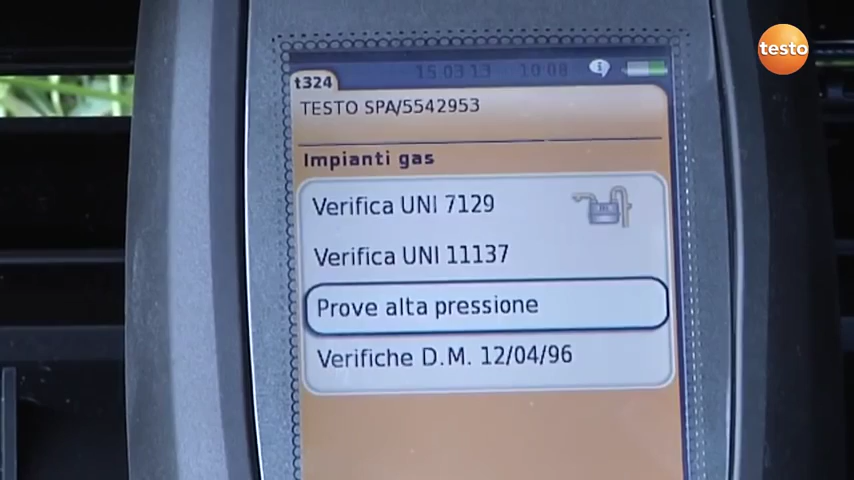 testo
15.03.13 10:08
t324
TESTO SPA/5542953
Impianti gas
Verifica UNI 7129
Verifica UNI 11137
Prove alta pressione
Verifiche D.M. 12/04/96